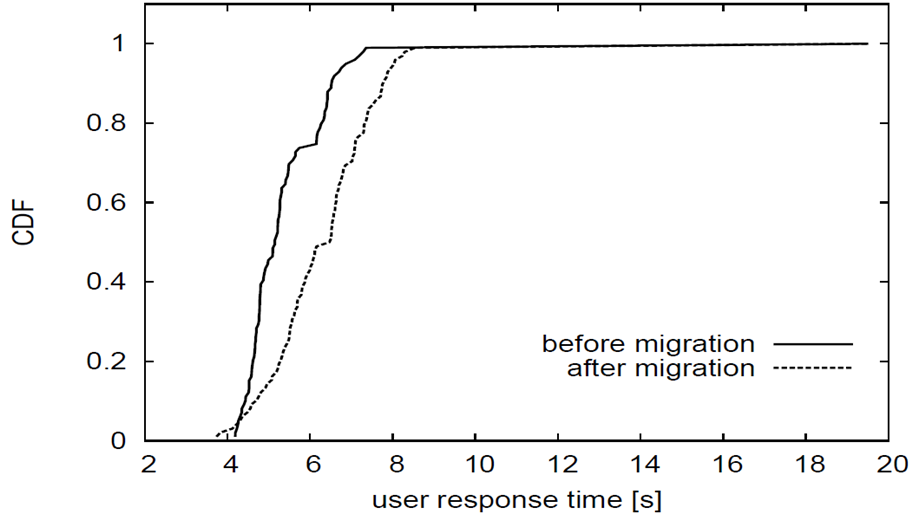 1
0.8
0.6
0.4
0.2
0
CDF
before migration
after migration
2 4 6 8 10 12 14 16 18 20
user response time [s]